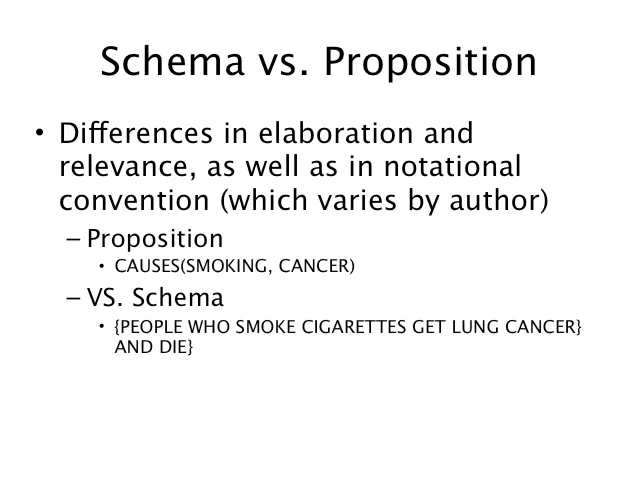 Schema vs. Proposition
• Differences in elaboration and
relevance, as well as in notational
convention (which varies by author)
– Proposition
• CAUSES(SMOKING, CANCER)
– VS. Schema
• {PEOPLE WHO SMOKE CIGARETTES GET LUNG CANCER}
AND DIE}